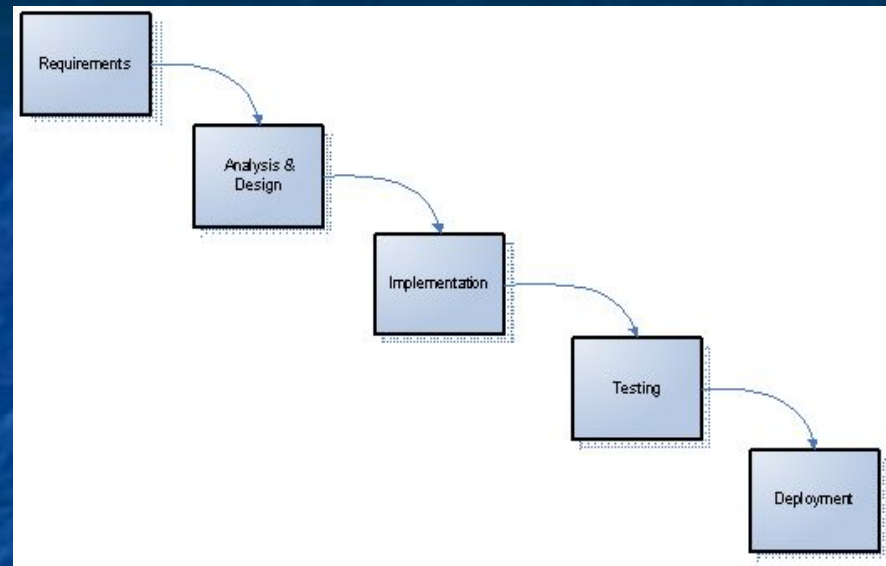 Requirements
Analysis &
Design
Implementation
Testing
Deployment